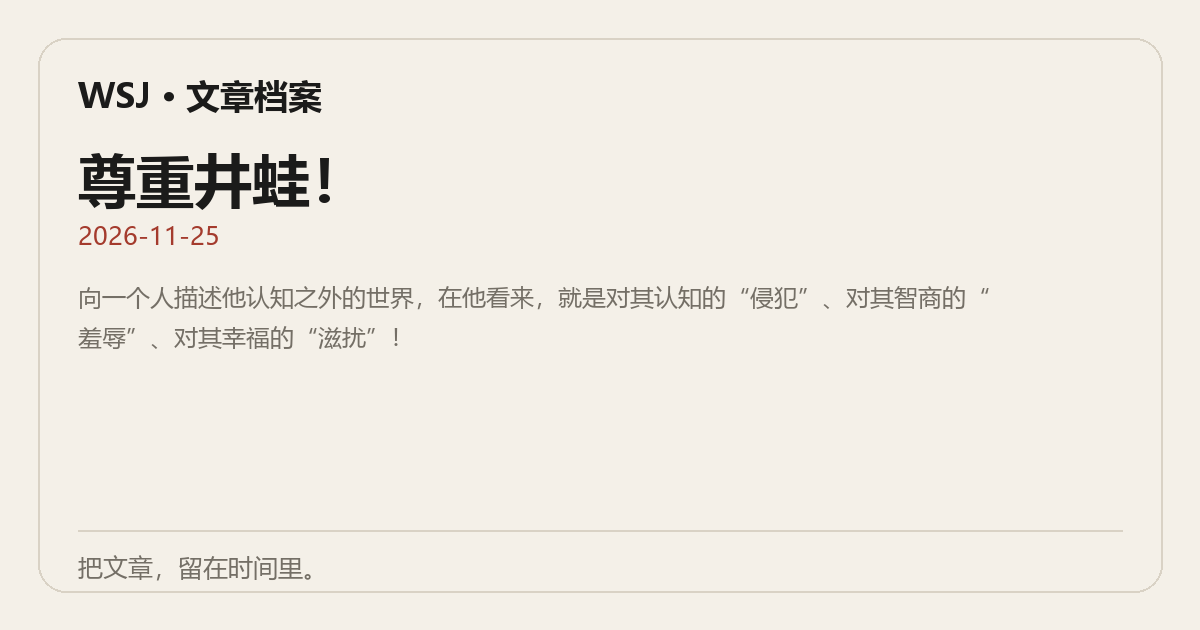 WSJ · 文章档案
尊重井蛙！
2026-11-25
向一个人描述他认知之外的世界，在他看来，就是对其认知的“侵犯”、对其智商的“
羞辱”、对其幸福的“滋扰”！
把文章，留在时间里。